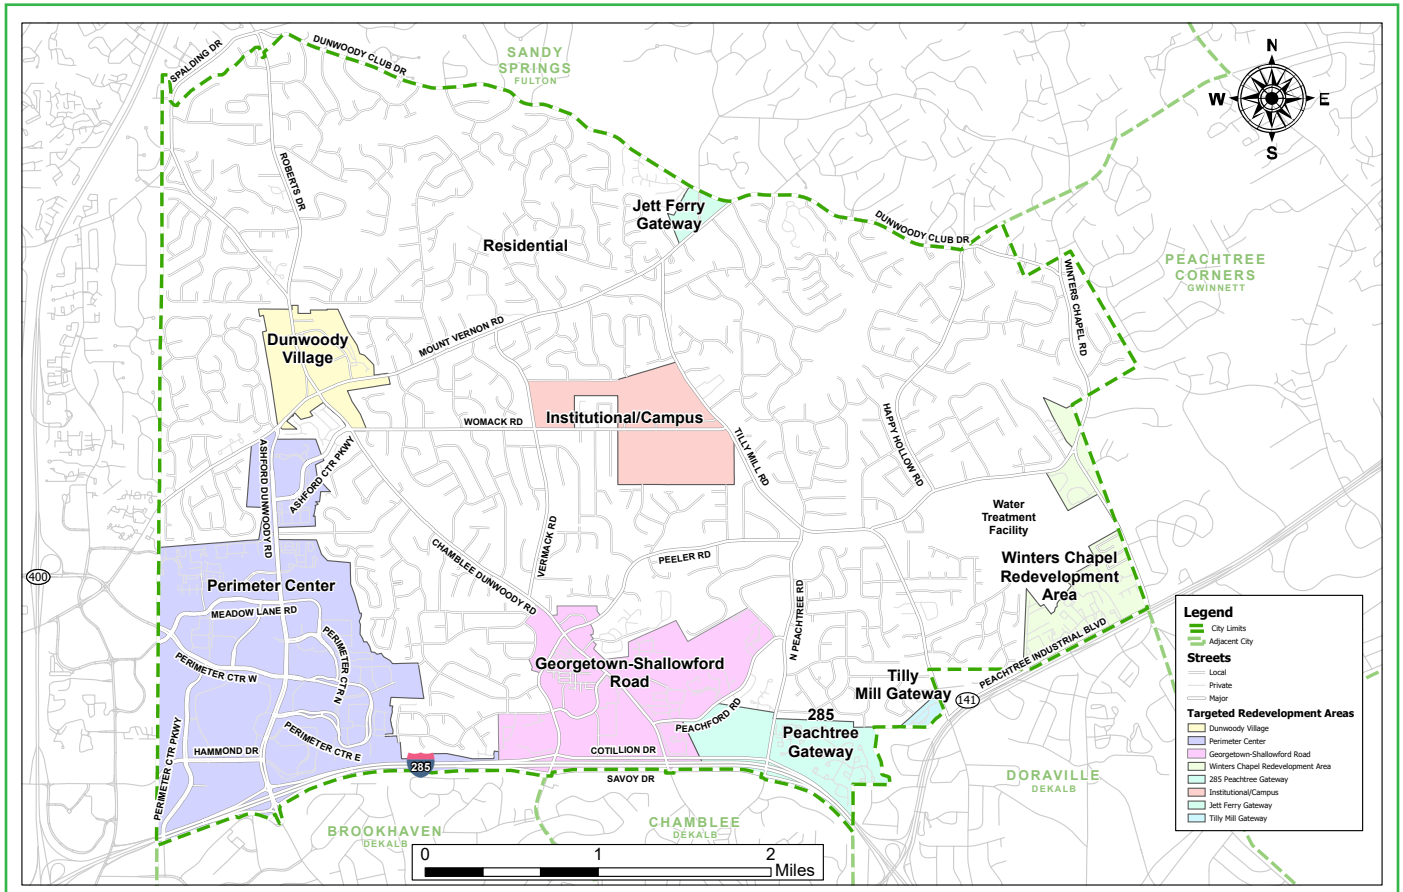 SPALDING DR
DUNWOODY CLUB DR
SANDY
SPRINGS
FULTON
N
W
E
S
ROBERTS DR
Jett Ferry
Gateway
Residential
DUNWOODY CLUB DR
PEACHTREE
CORNERS
GWINNETT
WINTERS CHAPEL RD
Dunwoody
Village
MOUNT VERNON RD
Institutional/Campus
WOMACK RD
TILLY MILL RD
HAPPY HOLLOW RD
ASHFORD DUNWOODY RD
ASHFORD CTR PKWY
Water
Treatment
Facility
CHAMBLEE DUNWOODY RD
VERMACK RD
PEELER RD
Winters Chapel
Redevelopment
Area
400
Perimeter Center
MEADOW LANE RD
PERIMETER CTR N
PERIMETER CTR W
N PEACHTREE RD
PEACHTREE INDUSTRIAL BLVD
Georgetown-Shallowford
Road
Tilly
Mill Gateway
141
PEACHFORD RD
285
Peachtree
Gateway
PERIMETER CTR PKWY
HAMMOND DR
PERIMETER CTR E
COTILLION DR
285
SAVOY DR
DORAVILLE
DEKALB
BROOKHAVEN
DEKALB
CHAMBLEE
DEKALB
0
1
2
Miles
Legend
City Limits
Adjacent City
Streets
Local
Private
Major
Targeted Redevelopment Areas
Dunwoody Village
Perimeter Center
Georgetown-Shallowford Road
Winters Chapel Redevelopment Area
285 Peachtree Gateway
Institutional/Campus
Jett Ferry Gateway
Tilly Mill Gateway